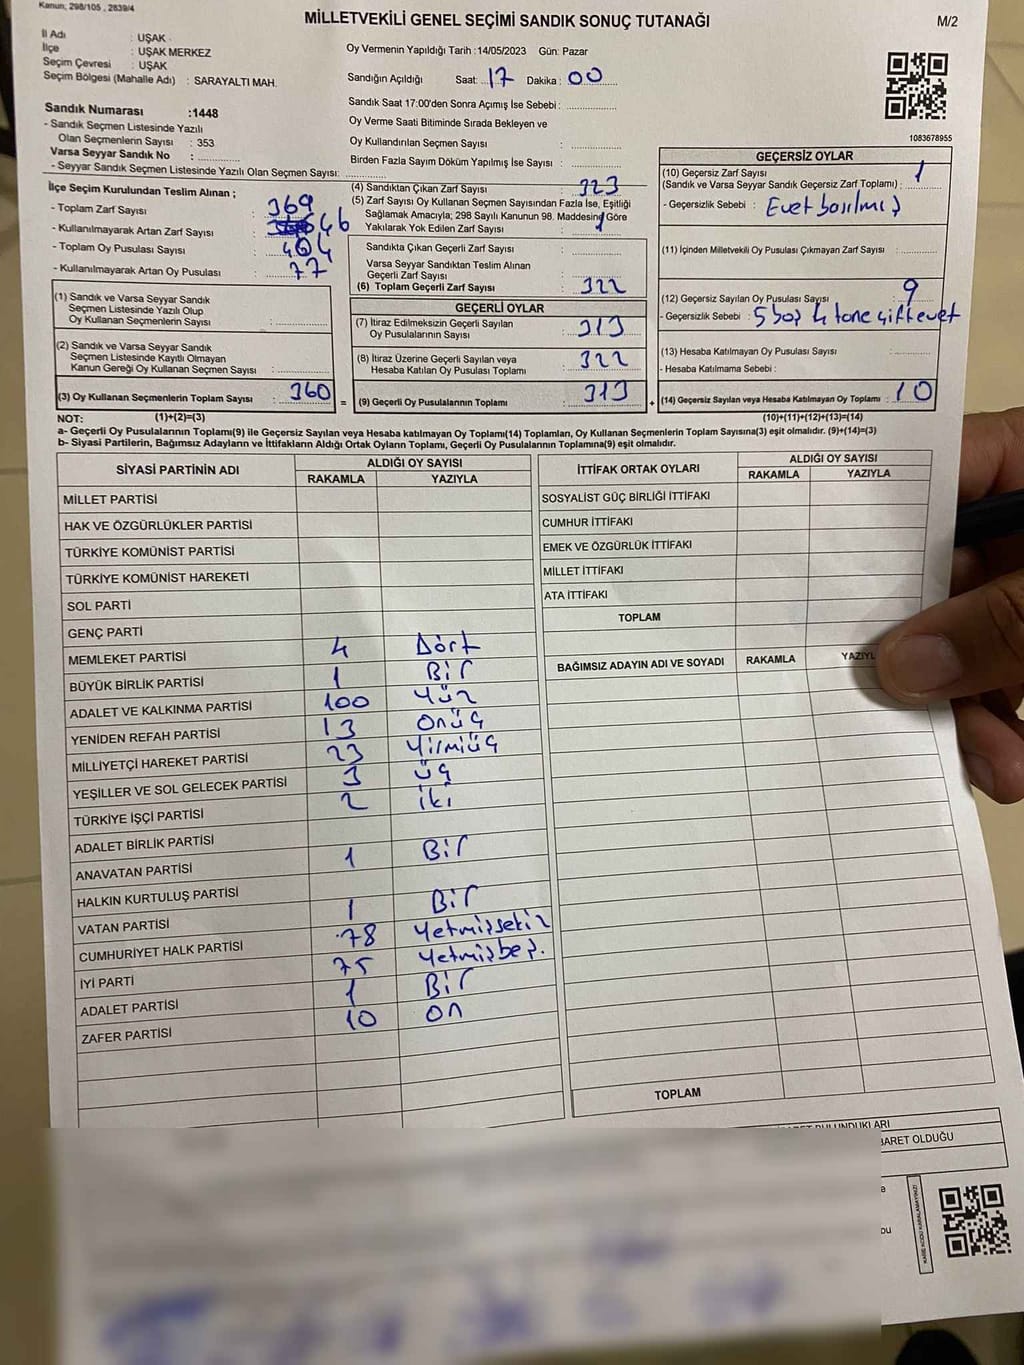 Kanun; 298/105 , 2839/4
MİLLETVEKİLİ GENEL SEÇİMİ SANDIK SONUÇ TUTANAĞI
M/2
İl Adı : UŞAK
İlçe : UŞAK MERKEZ
Seçim Çevresi : UŞAK
Seçim Bölgesi (Mahalle Adı) : SARAYALTI MAH.
Oy Vermenin Yapıldığı Tarih :14/05/2023 Gün: Pazar
Sandığın Açıldığı Saat: 17 Dakika : 00
Sandık Saat 17:00'den Sonra Açımış İse Sebebi :
Oy Verme Saati Bitiminde Sırada Bekleyen ve
Oy Kullandırılan Seçmen Sayısı :
Birden Fazla Sayım Döküm Yapılmış İse Sayısı :
1083678955
Sandık Numarası :1448
- Sandık Seçmen Listesinde Yazılı
Olan Seçmenlerin Sayısı : 353
Varsa Seyyar Sandık No :
- Seyyar Sandık Seçmen Listesinde Yazılı Olan Seçmen Sayısı:
İlçe Seçim Kurulundan Teslim Alınan ;
- Toplam Zarf Sayısı : 369
- Kullanılmayarak Artan Zarf Sayısı : 46
- Toplam Oy Pusulası Sayısı : 404
- Kullanılmayarak Artan Oy Pusulası : 77
(1) Sandık ve Varsa Seyyar Sandık
Seçmen Listesinde Yazılı Olup
Oy Kullanan Seçmenlerin Sayısı :
(2) Sandık ve Varsa Seyyar Sandık
Seçmen Listesinde Kayıtlı Olmayan
Kanun Gereği Oy Kullanan Seçmen Sayısı :
(3) Oy Kullanan Seçmenlerin Toplam Sayısı : 360
(4) Sandıktan Çıkan Zarf Sayısı : 323
(5) Zarf Sayısı Oy Kullanan Seçmen Sayısından Fazla İse, Eşitliği
Sağlamak Amacıyla; 298 Sayılı Kanunun 98. Maddesine Göre
Yakılarak Yok Edilen Zarf Sayısı : 1
Sandıkta Çıkan Geçerli Zarf Sayısı :
Varsa Seyyar Sandıktan Teslim Alınan
Geçerli Zarf Sayısı :
(6) Toplam Geçerli Zarf Sayısı : 322
GEÇERLİ OYLAR
(7) İtiraz Edilmeksizin Geçerli Sayılan
Oy Pusulalarının Sayısı : 313
(8) İtiraz Üzerine Geçerli Sayılan veya
Hesaba Katılan Oy Pusulası Toplamı : 322
= (9) Geçerli Oy Pusulalarının Toplamı : 313
GEÇERSİZ OYLAR
(10) Geçersiz Zarf Sayısı
(Sandık ve Varsa Seyyar Sandık Geçersiz Zarf Toplamı) : 1
- Geçersizlik Sebebi : Evet basılmış
(11) İçinden Milletvekili Oy Pusulası Çıkmayan Zarf Sayısı :
(12) Geçersiz Sayılan Oy Pusulası Sayısı : 9
- Geçersizlik Sebebi : 5 boş 4 tane çift evet
(13) Hesaba Katılmayan Oy Pusulası Sayısı :
- Hesaba Katılmama Sebebi :
+ (14) Geçersiz Sayılan veya Hesaba Katılmayan Oy Toplamı : 10
NOT: (1)+(2)=(3) (10)+(11)+(12)+(13)=(14)
a- Geçerli Oy Pusulalarının Toplamı(9) ile Geçersiz Sayılan veya Hesaba katılmayan Oy Toplamı(14) Toplamları, Oy Kullanan Seçmenlerin Toplam Sayısına(3) eşit olmalıdır. (9)+(14)=(3)
b- Siyasi Partilerin, Bağımsız Adayların ve İttifakların Aldığı Ortak Oyların Toplamı, Geçerli Oy Pusulalarının Toplamına(9) eşit olmalıdır.
SİYASİ PARTİNİN ADI ALDIĞI OY SAYISI
RAKAMLA YAZIYLA
MİLLET PARTİSİ
HAK VE ÖZGÜRLÜKLER PARTİSİ
TÜRKİYE KOMÜNİST PARTİSİ
TÜRKİYE KOMÜNİST HAREKETİ
SOL PARTİ
GENÇ PARTİ
MEMLEKET PARTİSİ 4 Dört
BÜYÜK BİRLİK PARTİSİ 1 Bir
ADALET VE KALKINMA PARTİSİ 100 Yüz
YENİDEN REFAH PARTİSİ 13 onüç
MİLLİYETÇİ HAREKET PARTİSİ 23 Yirmiüç
YEŞİLLER VE SOL GELECEK PARTİSİ 3 üç
TÜRKİYE İŞÇİ PARTİSİ 2 iki
ADALET BİRLİK PARTİSİ
ANAVATAN PARTİSİ 1 Bir
HALKIN KURTULUŞ PARTİSİ
VATAN PARTİSİ 1 Bir
CUMHURİYET HALK PARTİSİ 78 Yetmişsekiz
İYİ PARTİ 75 Yetmişbeş.
ADALET PARTİSİ 1 Bir
ZAFER PARTİSİ 10 on
İTTİFAK ORTAK OYLARI ALDIĞI OY SAYISI
RAKAMLA YAZIYLA
SOSYALİST GÜÇ BİRLİĞİ İTTİFAKI
CUMHUR İTTİFAKI
EMEK VE ÖZGÜRLÜK İTTİFAKI
MİLLET İTTİFAKI
ATA İTTİFAKI
TOPLAM
BAĞIMSIZ ADAYIN ADI VE SOYADI RAKAMLA YAZIYL
TOPLAM
BARET OLDUĞU